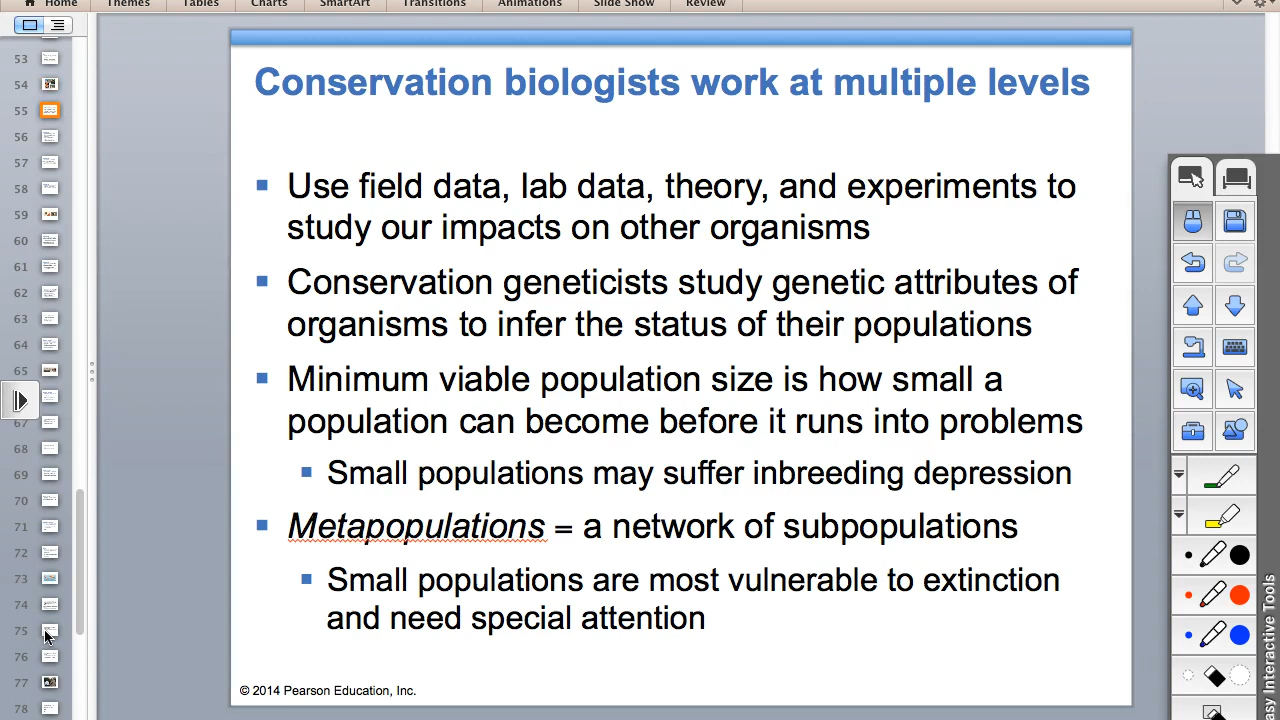 Home Themes Tables Charts SmartArt Transitions Animations Slide Show Review
53
54
55
56
57
58
59
60
61
62
63
64
65
67
68
69
70
71
72
73
74
75
76
77
78
Conservation biologists work at multiple levels
Use field data, lab data, theory, and experiments to
study our impacts on other organisms
Conservation geneticists study genetic attributes of
organisms to infer the status of their populations
Minimum viable population size is how small a
population can become before it runs into problems
Small populations may suffer inbreeding depression
Metapopulations = a network of subpopulations
Small populations are most vulnerable to extinction
and need special attention
© 2014 Pearson Education, Inc.
Interactive Tools